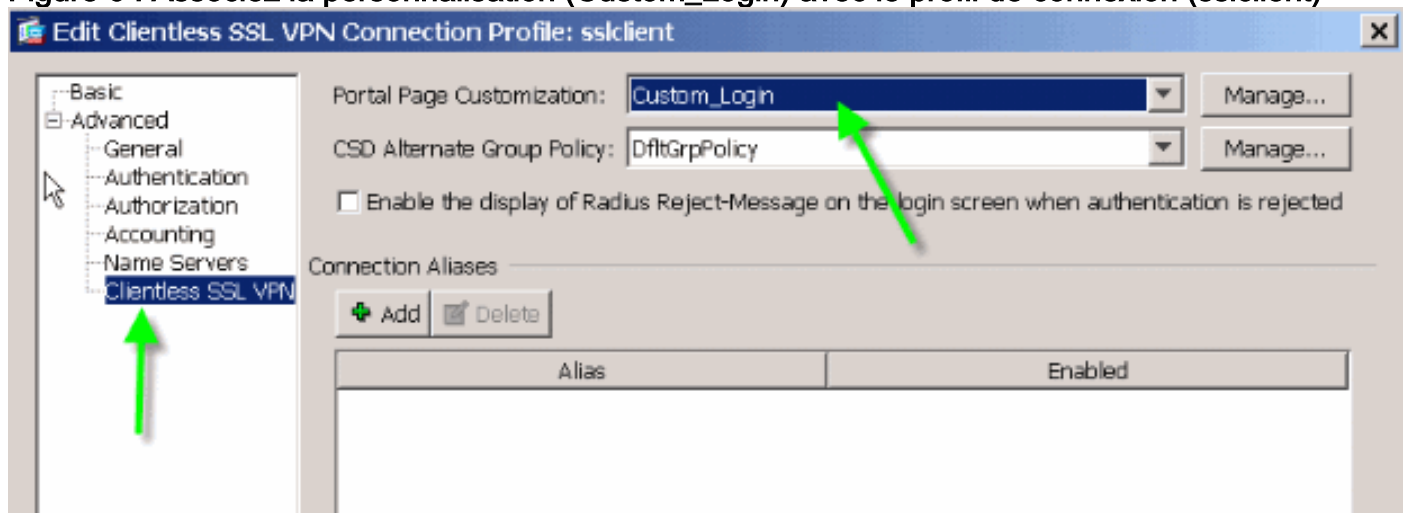 Edit Clientless SSL VPN Connection Profile: sslclient
Basic
Advanced
General
Authentication
Authorization
Accounting
Name Servers
Clientless SSL VPN
Portal Page Customization: Custom_Login Manage...
CSD Alternate Group Policy: DfltGrpPolicy Manage...
Enable the display of Radius Reject-Message on the login screen when authentication is rejected
Connection Aliases
Add Delete
Alias Enabled